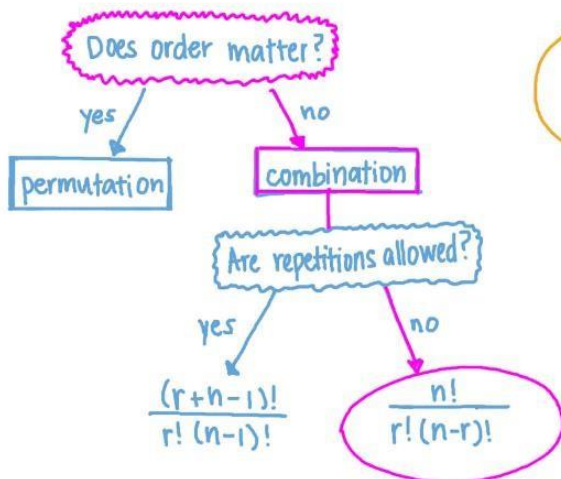 Does order matter?
yes
no
permutation
combination
Are repetitions allowed?
yes
no
(r+n-1)!
r! (n-1)!
n!
r! (n-r)!